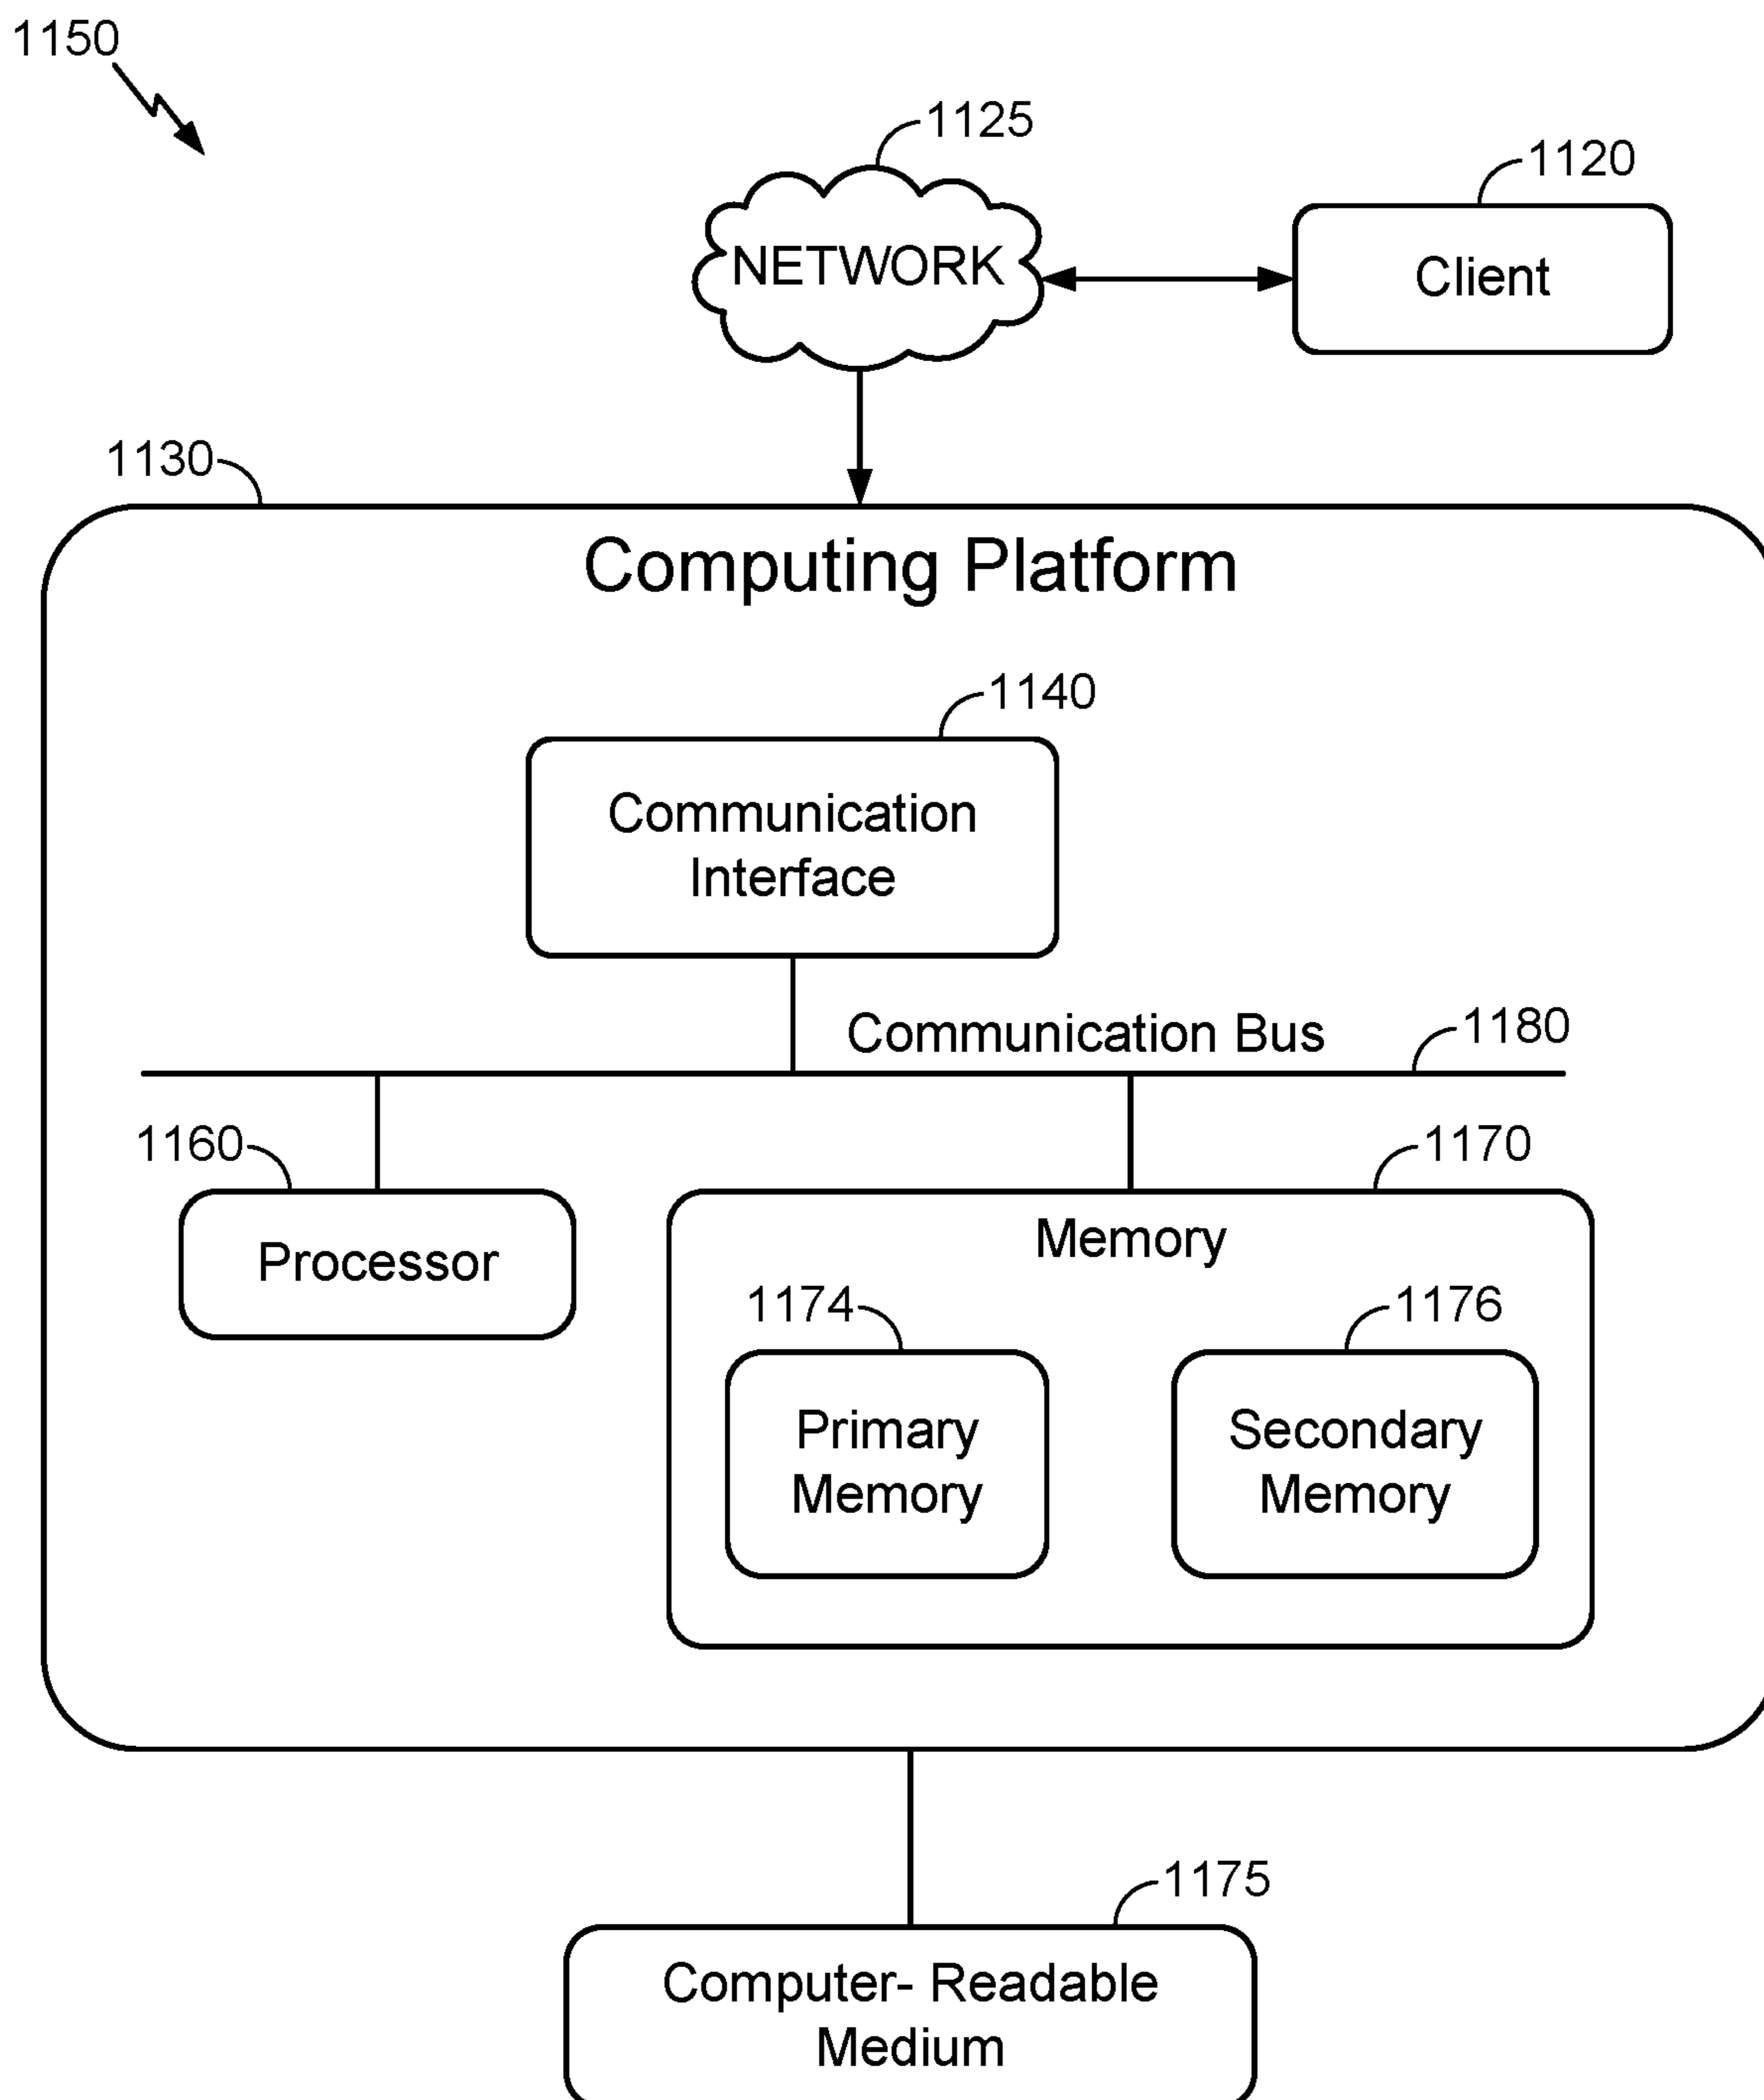 1150
1125
1120
NETWORK
Client
1130
Computing Platform
1140
Communication
Interface
Communication Bus
1180
1160
1170
Processor
Memory
1174
1176
Primary
Memory
Secondary
Memory
1175
Computer- Readable
Medium